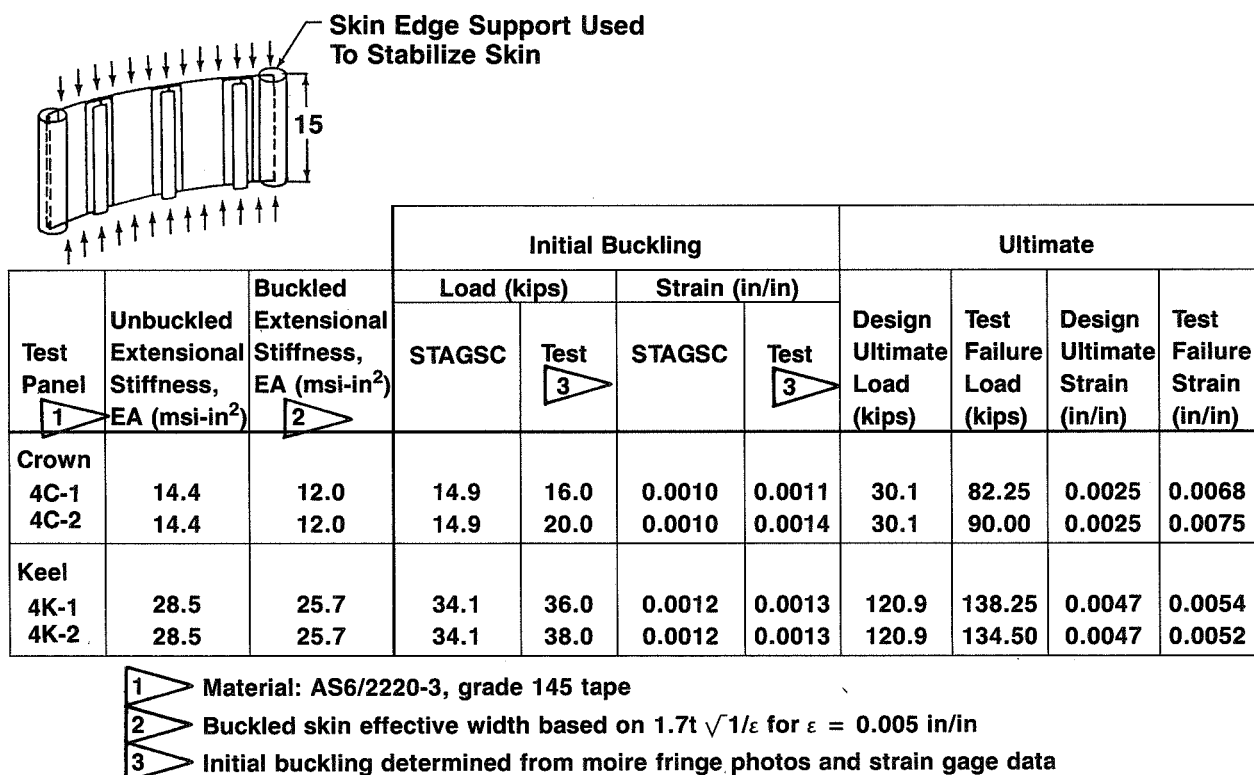 Skin Edge Support Used
To Stabilize Skin
15
Initial Buckling
Ultimate
Test
Panel
1
Unbuckled
Extensional
Stiffness,
EA (msi-in²)
Buckled
Extensional
Stiffness,
EA (msi-in²)
2
Load (kips)
Strain (in/in)
STAGSC
Test
3
STAGSC
Test
3
Design
Ultimate
Load
(kips)
Test
Failure
Load
(kips)
Design
Ultimate
Strain
(in/in)
Test
Failure
Strain
(in/in)
Crown
4C-1 14.4 12.0 14.9 16.0 0.0010 0.0011 30.1 82.25 0.0025 0.0068
4C-2 14.4 12.0 14.9 20.0 0.0010 0.0014 30.1 90.00 0.0025 0.0075
Keel
4K-1 28.5 25.7 34.1 36.0 0.0012 0.0013 120.9 138.25 0.0047 0.0054
4K-2 28.5 25.7 34.1 38.0 0.0012 0.0013 120.9 134.50 0.0047 0.0052
1 Material: AS6/2220-3, grade 145 tape
2 Buckled skin effective width based on 1.7t √1/ε for ε = 0.005 in/in
3 Initial buckling determined from moire fringe photos and strain gage data